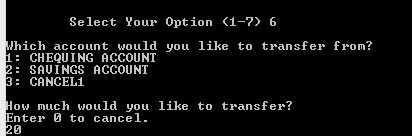 Select Your Option (1-7) 6
Which account would you like to transfer from?
1: CHEQUING ACCOUNT
2: SAVINGS ACCOUNT
3: CANCEL1
How much would you like to transfer?
Enter 0 to cancel.
20